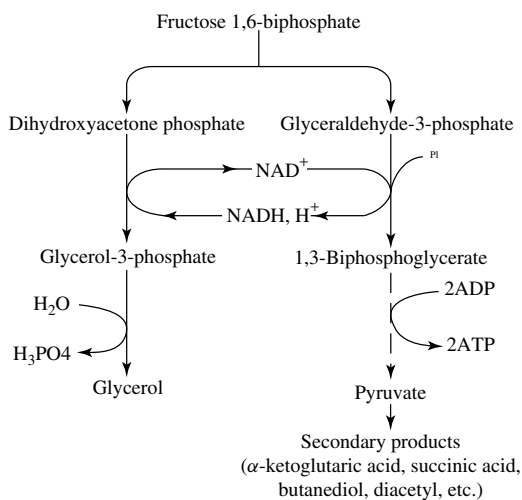 Fructose 1,6-biphosphate
Dihydroxyacetone phosphate
Glyceraldehyde-3-phosphate
NAD+
PI
NADH, H+
Glycerol-3-phosphate
1,3-Biphosphoglycerate
H2O
2ADP
H3PO4
2ATP
Glycerol
Pyruvate
Secondary products
(α-ketoglutaric acid, succinic acid,
butanediol, diacetyl, etc.)